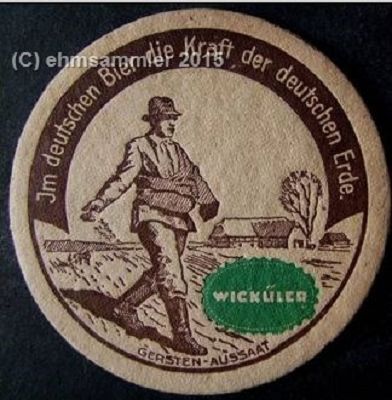 (C) ehmsammler 2015
Jm deutschen Bier, die Kraft, der deutschen Erde.
WICKÜLER
GERSTEN-AUSSAAT